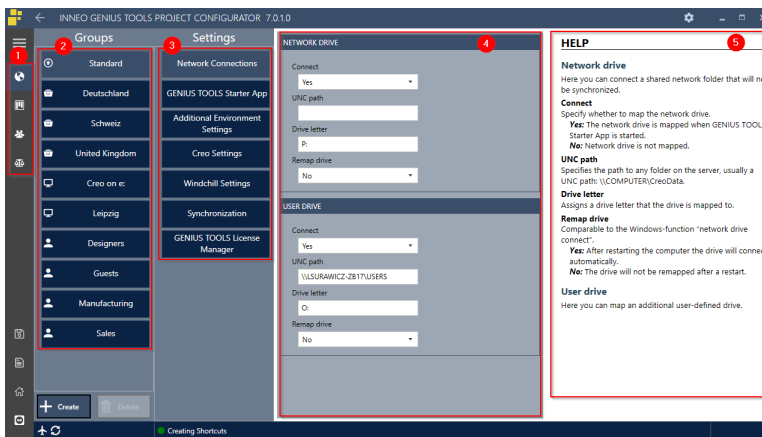 INNEO GENIUS TOOLS PROJECT CONFIGURATOR 7.0.1.0
1
Groups
2
Standard
Deutschland
Schweiz
United Kingdom
Creo on e:
Leipzig
Designers
Guests
Manufacturing
Sales
Create
Delete
Settings
3
Network Connections
GENIUS TOOLS Starter App
Additional Environment
Settings
Creo Settings
Windchill Settings
Synchronization
GENIUS TOOLS License
Manager
NETWORK DRIVE
4
Connect
Yes
UNC path
Drive letter
P:
Remap drive
No
USER DRIVE
Connect
Yes
UNC path
\\LSURAWICZ-ZB17\USERS
Drive letter
O:
Remap drive
No
HELP
5
Network drive
Here you can connect a shared network folder that will
be synchronized.
Connect
Specify whether to map the network drive.
Yes: The network drive is mapped when GENIUS TOOL
Starter App is started.
No: Network drive is not mapped.
UNC path
Specifies the path to any folder on the server, usually a
UNC path: \\COMPUTER\CreoData.
Drive letter
Assigns a drive letter that the drive is mapped to.
Remap drive
Comparable to the Windows-function "network drive
connect".
Yes: After restarting the computer the drive will connec
automatically.
No: The drive will not be remapped after a restart.
User drive
Here you can map an additional user-defined drive.
Creating Shortcuts